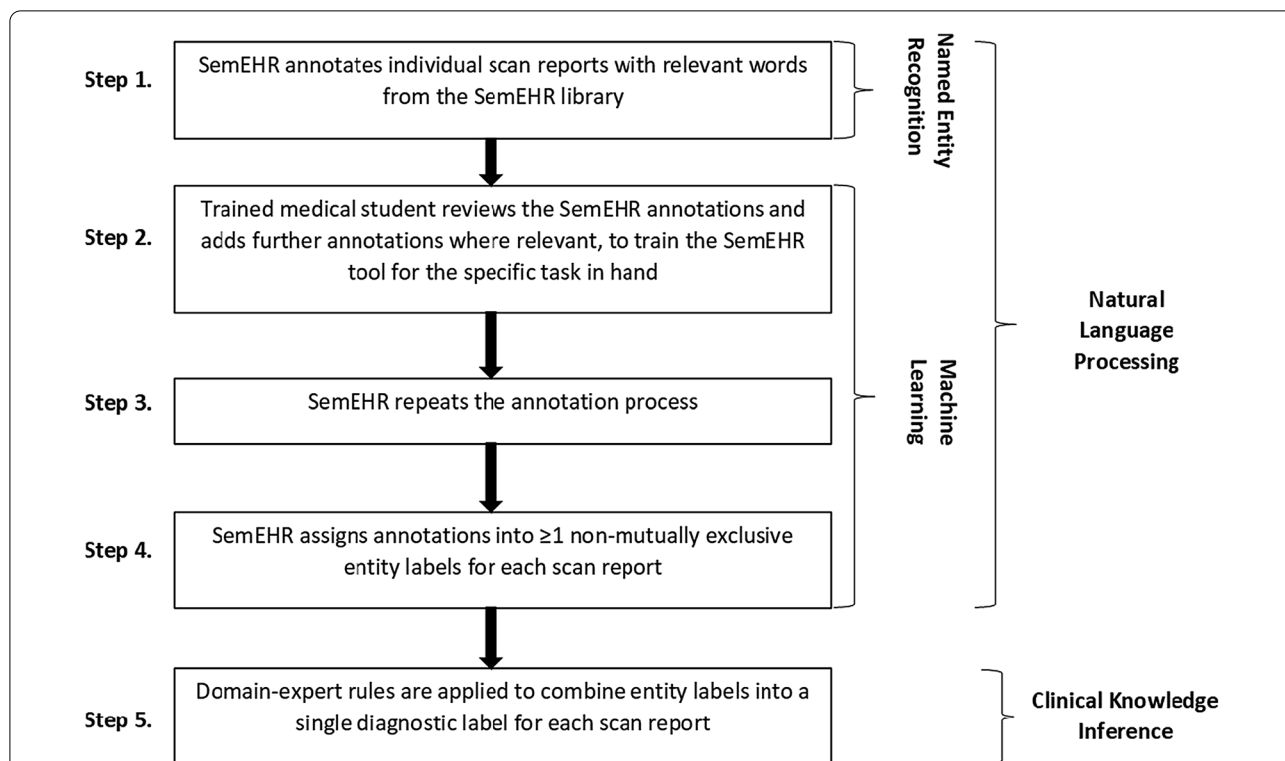 Step 1.
SemEHR annotates individual scan reports with relevant words
from the SemEHR library
Named Entity
Recognition
Step 2.
Trained medical student reviews the SemEHR annotations and
adds further annotations where relevant, to train the SemEHR
tool for the specific task in hand
Step 3.
SemEHR repeats the annotation process
Machine
Learning
Natural
Language
Processing
Step 4.
SemEHR assigns annotations into ≥1 non-mutually exclusive
entity labels for each scan report
Step 5.
Domain-expert rules are applied to combine entity labels into a
single diagnostic label for each scan report
Clinical Knowledge
Inference